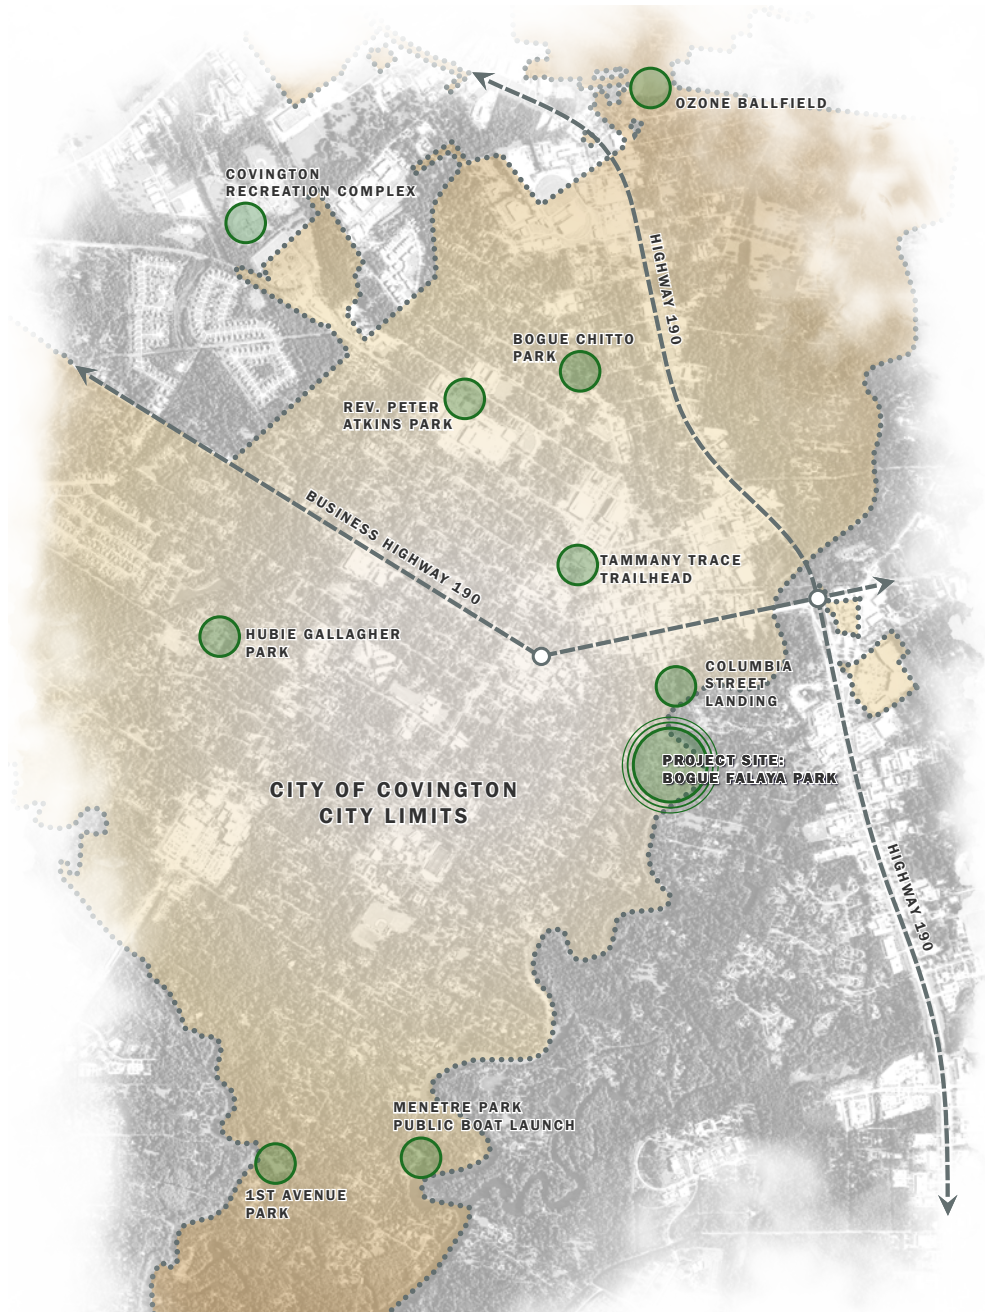 OZONE BALLFIELD
COVINGTON
RECREATION COMPLEX
HIGHWAY 190
BOGUE CHITTO
PARK
REV. PETER
ATKINS PARK
BUSINESS HIGHWAY 190
TAMMANY TRACE
TRAILHEAD
HUBIE GALLAGHER
PARK
COLUMBIA
STREET
LANDING
PROJECT SITE:
BOGUE FALAYA PARK
CITY OF COVINGTON
CITY LIMITS
HIGHWAY 190
MENETRE PARK
PUBLIC BOAT LAUNCH
1ST AVENUE
PARK